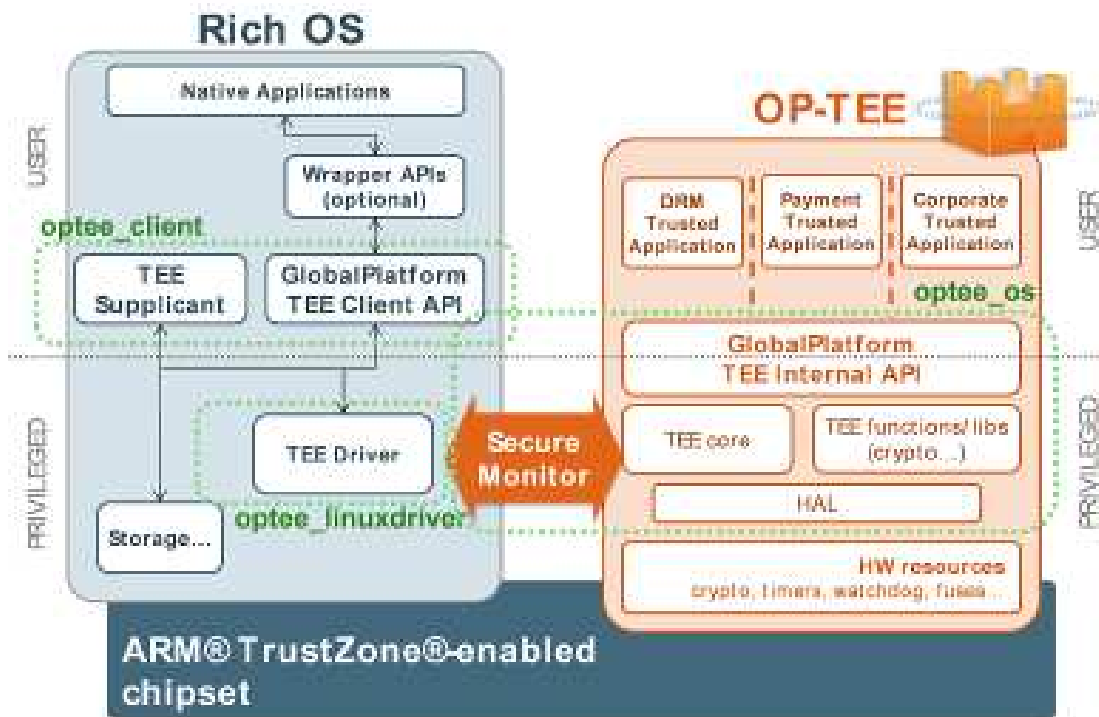 Rich OS
Native Applications
OP-TEE
USER
Wrapper APIs
(optional)
optee_client
TEE
Supplicant
GlobalPlatform
TEE Client API
DRM
Trusted
Application
Payment
Trusted
Application
Corporate
Trusted
Application
USER
optee_os
GlobalPlatform
TEE Internal API
PRIVILEGED
TEE Driver
Secure
Monitor
TEE core
TEE functions/libs
(crypto...)
PRIVILEGED
optee_linuxdriver
HAL
Storage...
HW resources
crypto, timers, watchdog, fuses...
ARM® TrustZone®-enabled
chipset